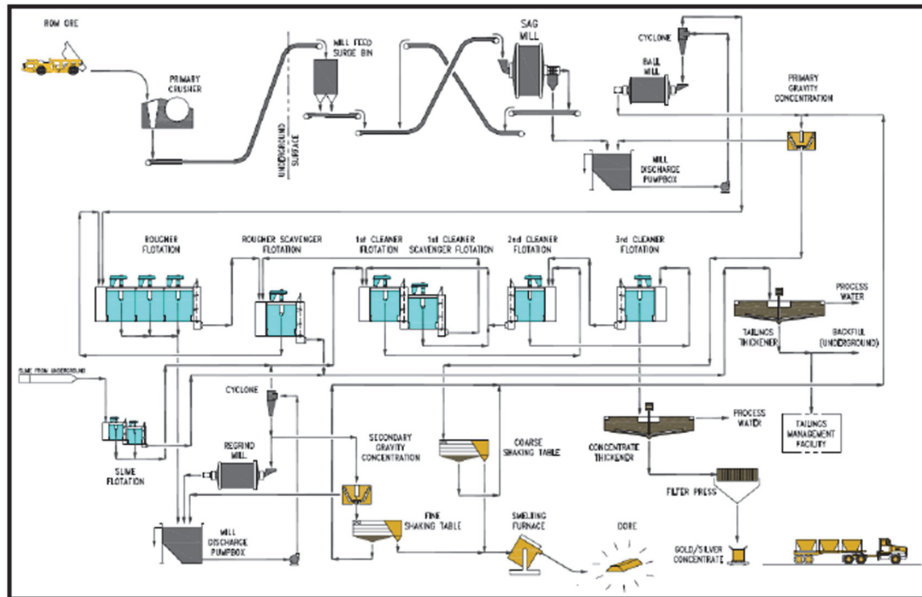 ROM ORE
PRIMARY
CRUSHER
UNDERGROUND
SURFACE
MILL FEED
SURGE BIN
SAG
MILL
CYCLONE
BALL
MILL
PRIMARY
GRAVITY
CONCENTRATION
MILL
DISCHARGE
PUMPBOX
ROUGHER
FLOTATION
ROUGHER SCAVENGER
FLOTATION
1st CLEANER
FLOTATION
1st CLEANER
SCAVENGER FLOTATION
2nd CLEANER
FLOTATION
3rd CLEANER
FLOTATION
PROCESS
WATER
TAILINGS
THICKENER
BACKFILL
(UNDERGROUND)
SLIME FROM UNDERGROUND
CYCLONE
SLIME
FLOTATION
REGRIND
MILL
SECONDARY
GRAVITY
CONCENTRATION
COARSE
SHAKING TABLE
CONCENTRATE
THICKENER
PROCESS
WATER
TAILINGS
MANAGEMENT
FACILITY
FILTER PRESS
MILL
DISCHARGE
PUMPBOX
FINE
SHAKING TABLE
SMELTING
FURNACE
DORE
GOLD/SILVER
CONCENTRATE